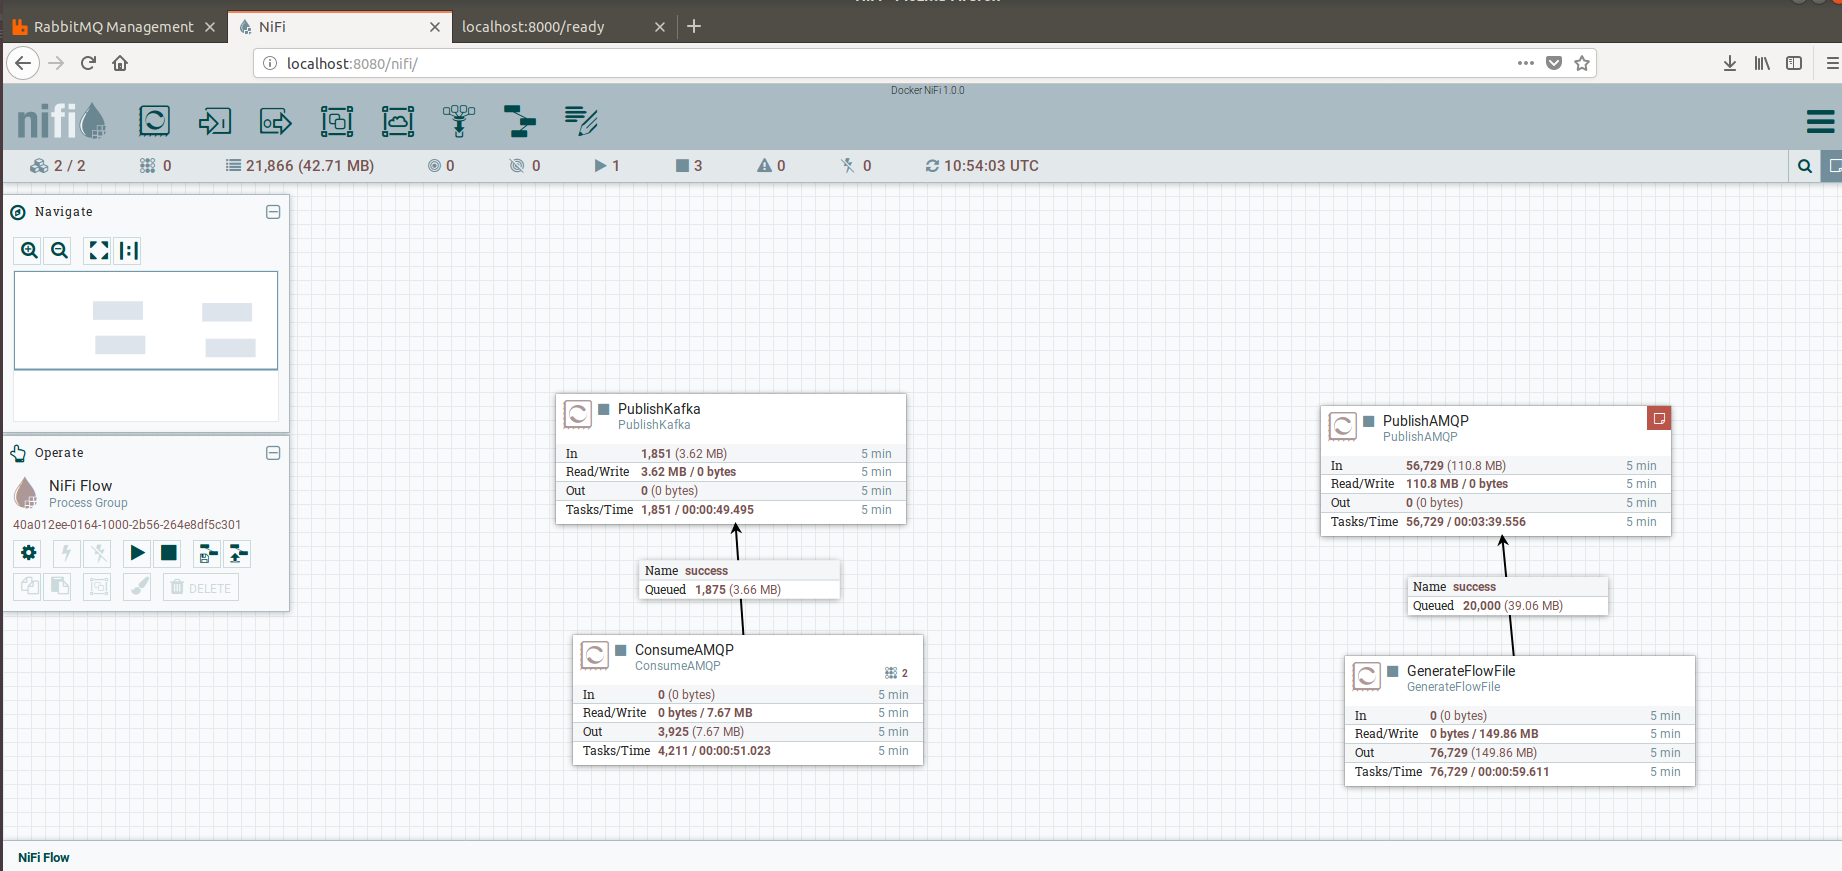 RabbitMQ Management
NiFi
localhost:8000/ready
localhost:8080/nifi/
Docker NiFi 1.0.0
nifi
2 / 2
0
21,866 (42.71 MB)
0
0
1
3
0
0
10:54:03 UTC
Navigate
Operate
NiFi Flow
Process Group
40a012ee-0164-1000-2b56-264e8df5c301
DELETE
PublishKafka
PublishKafka
In 1,851 (3.62 MB) 5 min
Read/Write 3.62 MB / 0 bytes 5 min
Out 0 (0 bytes) 5 min
Tasks/Time 1,851 / 00:00:49.495 5 min
Name success
Queued 1,875 (3.66 MB)
ConsumeAMQP
ConsumeAMQP
2
In 0 (0 bytes) 5 min
Read/Write 0 bytes / 7.67 MB 5 min
Out 3,925 (7.67 MB) 5 min
Tasks/Time 4,211 / 00:00:51.023 5 min
PublishAMQP
PublishAMQP
In 56,729 (110.8 MB) 5 min
Read/Write 110.8 MB / 0 bytes 5 min
Out 0 (0 bytes) 5 min
Tasks/Time 56,729 / 00:03:39.556 5 min
Name success
Queued 20,000 (39.06 MB)
GenerateFlowFile
GenerateFlowFile
In 0 (0 bytes) 5 min
Read/Write 0 bytes / 149.86 MB 5 min
Out 76,729 (149.86 MB) 5 min
Tasks/Time 76,729 / 00:00:59.611 5 min
NiFi Flow